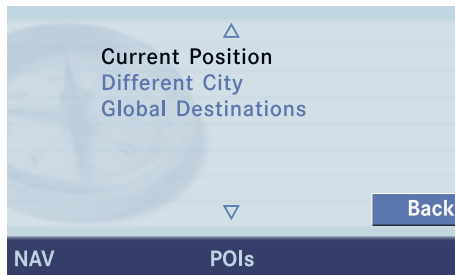 Current Position
Different City
Global Destinations
Back
NAV POIs